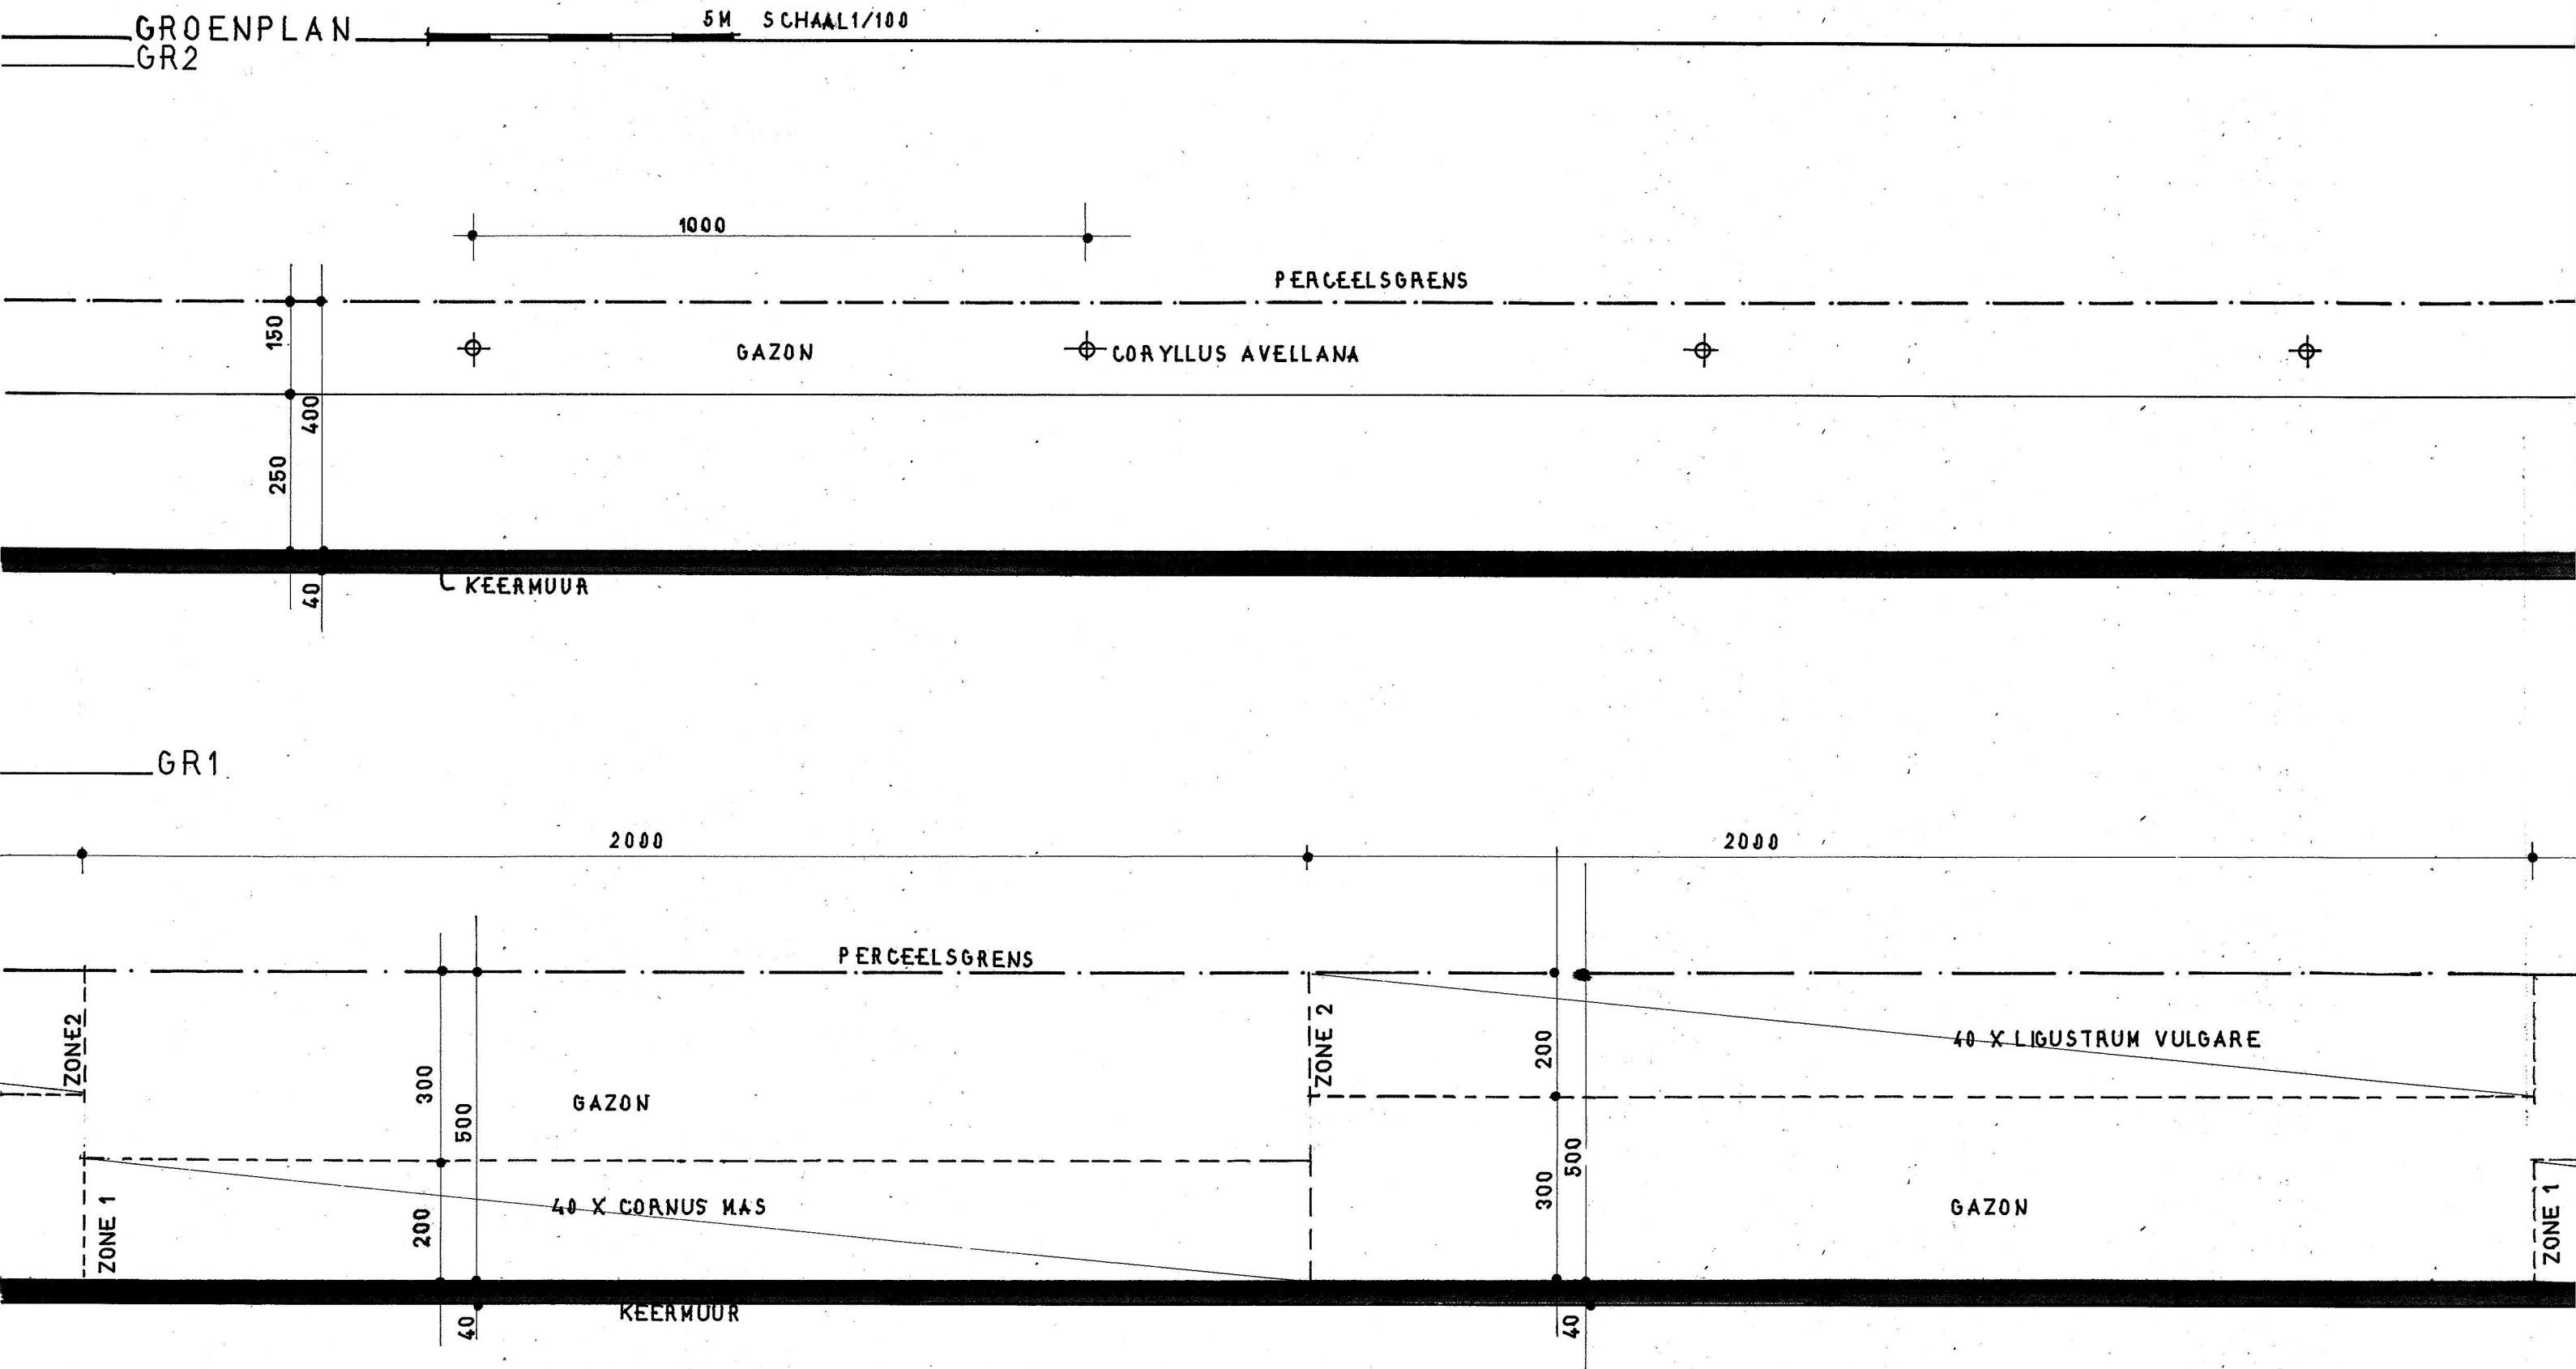 GROENPLAN 5M SCHAAL1/100
GR2
1000
PERCEELSGRENS
150
GAZON
CORYLLUS AVELLANA
400
250
KEERMUUR
40
GR1
2000
2000
PERCEELSGRENS
ZONE2
ZONE 2
300
500
GAZON
200
40 X LIGUSTRUM VULGARE
ZONE 1
200
40 X CORNUS MAS
300
500
GAZON
ZONE 1
40
KEERMUUR
40